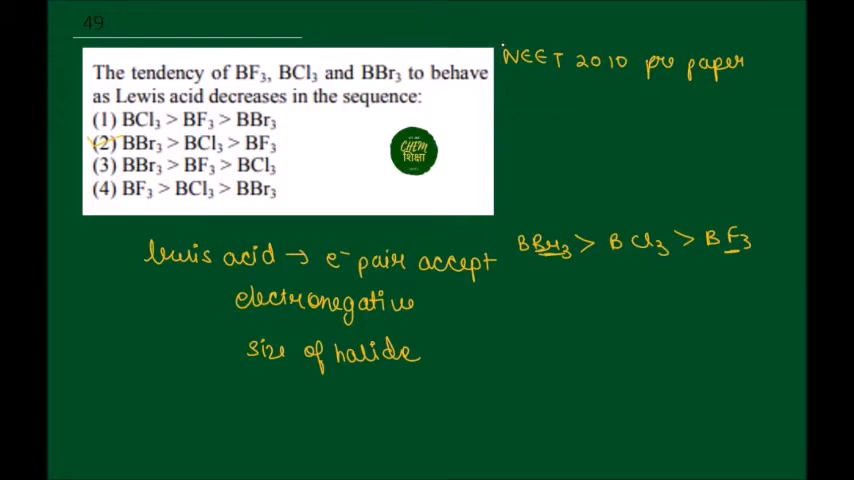 49
The tendency of BF₃, BCl₃ and BBr₃ to behave
as Lewis acid decreases in the sequence:
(1) BCl₃ > BF₃ > BBr₃
(2) BBr₃ > BCl₃ > BF₃
(3) BBr₃ > BF₃ > BCl₃
(4) BF₃ > BCl₃ > BBr₃
CHEM
शिक्षा
NEET 2010 pre paper
lewis acid → e⁻ pair accept
BBr₃ > BCl₃ > BF₃
electronegative
size of halide